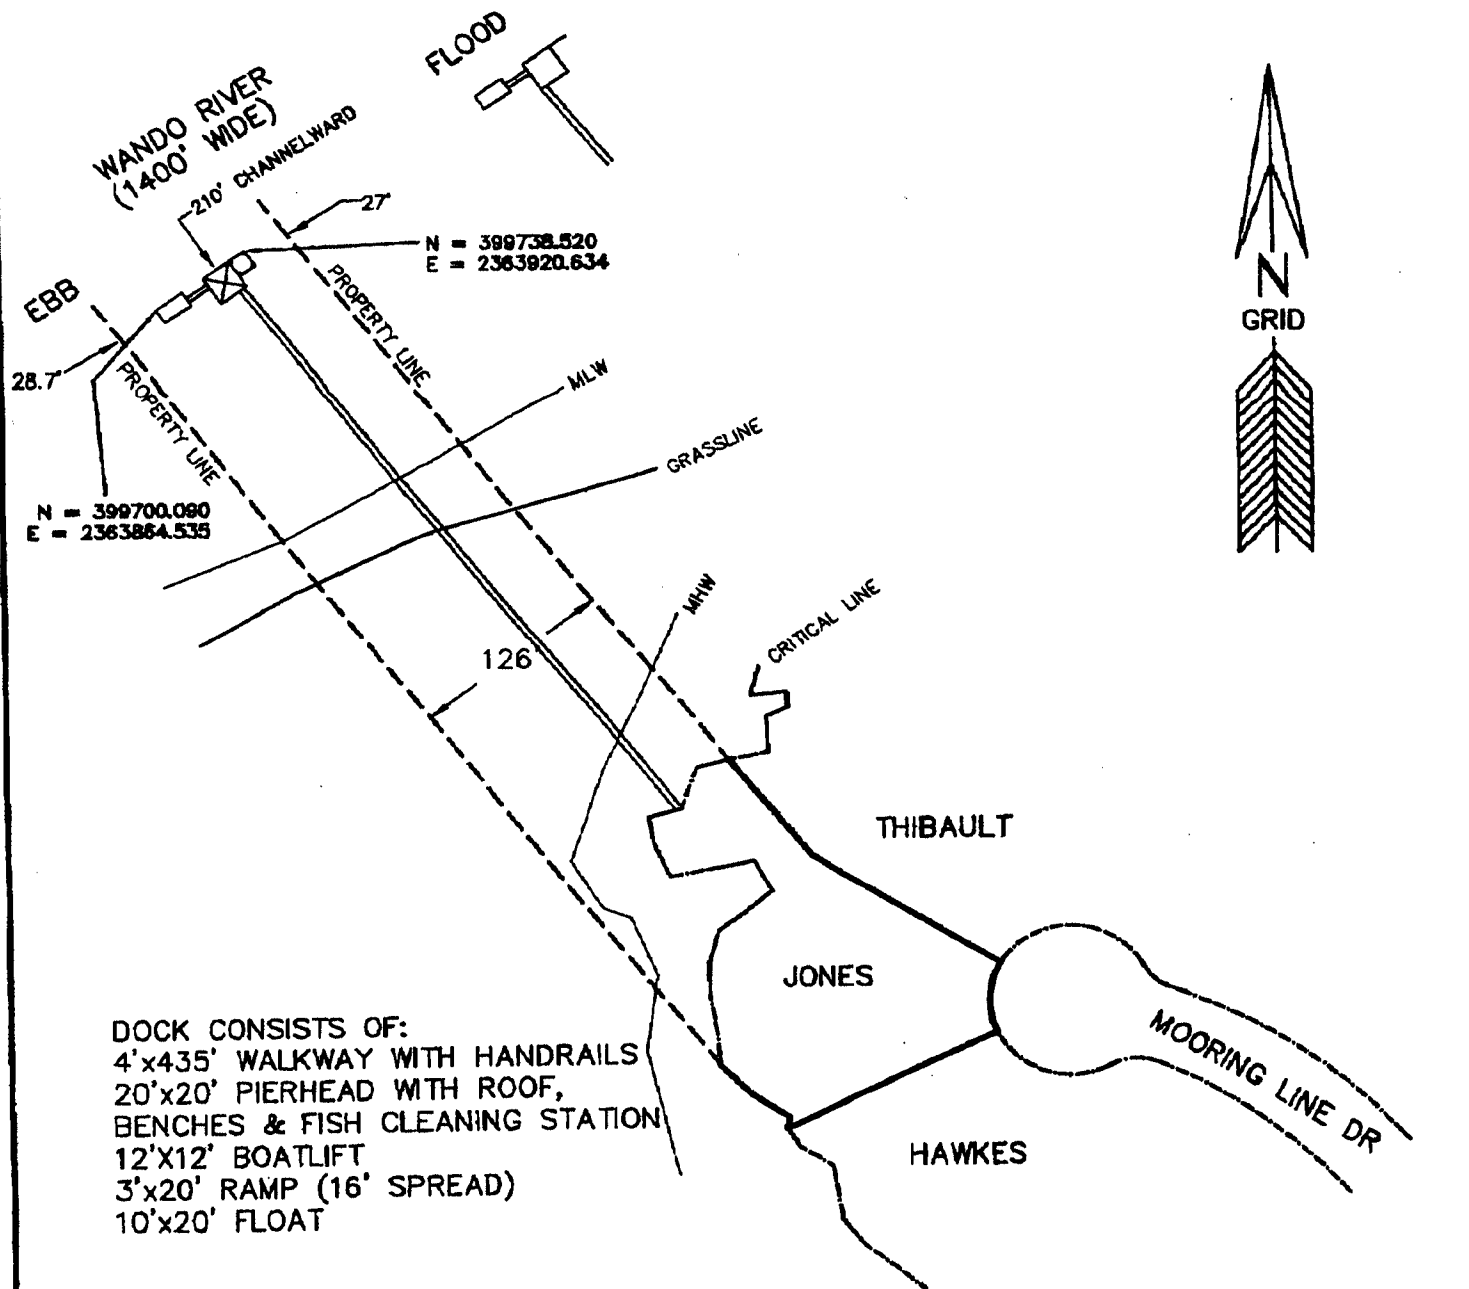 FLOOD
WANDO RIVER
(1400' WIDE)
210' CHANNELWARD
27'
N = 399738.520
E = 2363920.634
EBB
PROPERTY LINE
28.7'
PROPERTY LINE
MLW
GRASSLINE
N = 399700.090
E = 2363864.535
N
GRID
MHW
CRITICAL LINE
126'
THIBAULT
JONES
MOORING LINE DR
HAWKES
DOCK CONSISTS OF:
4'x435' WALKWAY WITH HANDRAILS
20'x20' PIERHEAD WITH ROOF,
BENCHES & FISH CLEANING STATION
12'X12' BOATLIFT
3'x20' RAMP (16' SPREAD)
10'x20' FLOAT